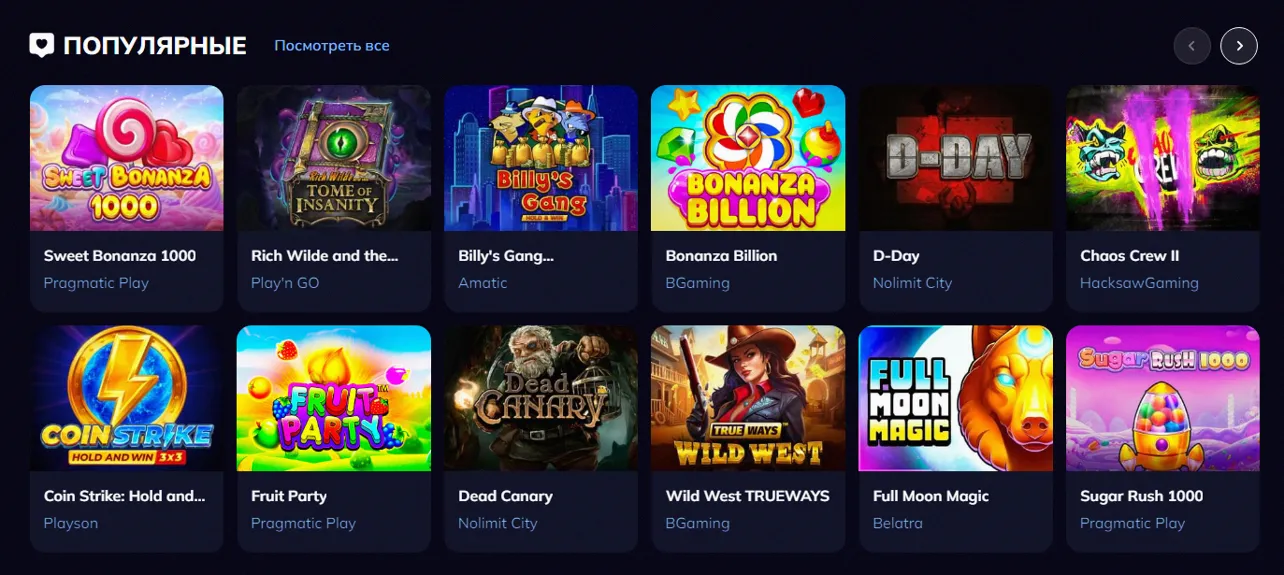 ПОПУЛЯРНЫЕ
Посмотреть все
SWEET BONANZA
1000
Sweet Bonanza 1000
Pragmatic Play
Rich Wilde
TOME OF
INSANITY
Rich Wilde and the...
Play'n GO
BILLY'S
GANG
HOLD & WIN
Billy's Gang...
Amatic
BONANZA
BILLION
Bonanza Billion
BGaming
D-DAY
D-Day
Nolimit City
Chaos Crew II
HacksawGaming
COIN STRIKE
HOLD AND WIN 3X3
Coin Strike: Hold and...
Playson
FRUIT
PARTY
Fruit Party
Pragmatic Play
Dead
CANARY
Dead Canary
Nolimit City
TRUE WAYS
WILD WEST
Wild West TRUEWAYS
BGaming
FULL
MOON
MAGIC
Full Moon Magic
Belatra
Sugar RUSH 1000
Sugar Rush 1000
Pragmatic Play